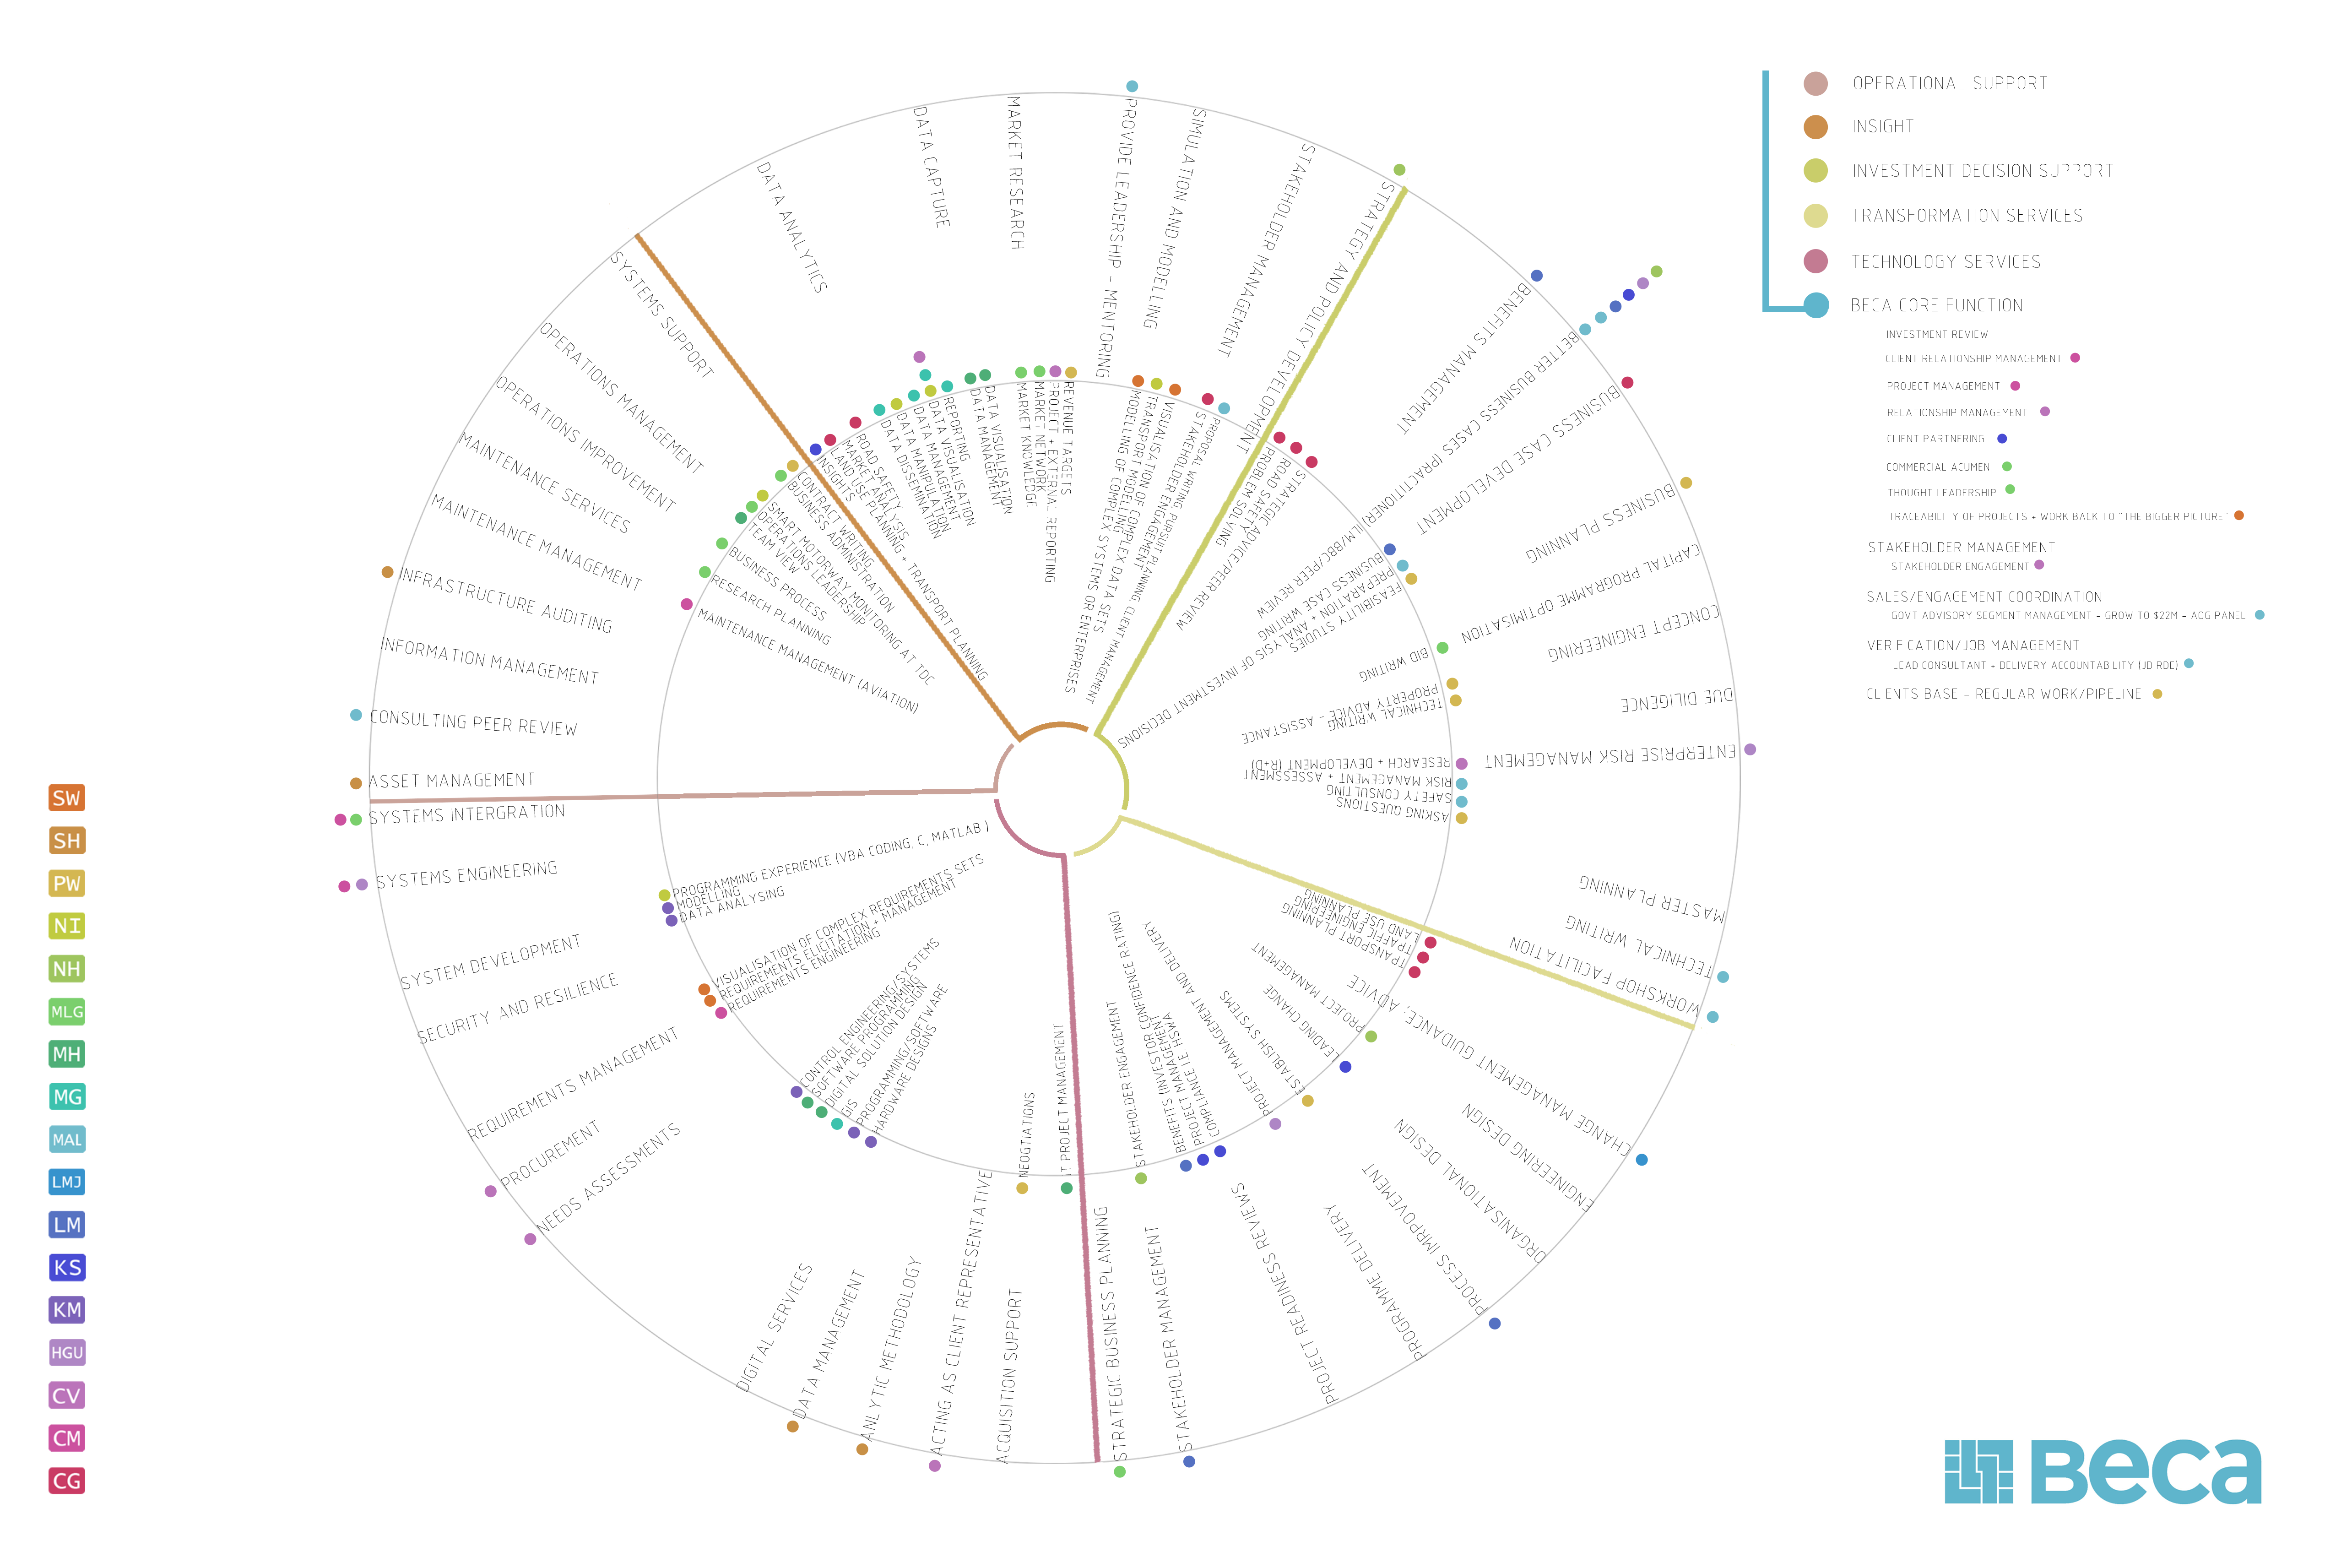 OPERATIONAL SUPPORT
INSIGHT
INVESTMENT DECISION SUPPORT
TRANSFORMATION SERVICES
TECHNOLOGY SERVICES
BECA CORE FUNCTION
INVESTMENT REVIEW
CLIENT RELATIONSHIP MANAGEMENT
PROJECT MANAGEMENT
RELATIONSHIP MANAGEMENT
CLIENT PARTNERING
COMMERCIAL ACUMEN
THOUGHT LEADERSHIP
TRACEABILITY OF PROJECTS + WORK BACK TO "THE BIGGER PICTURE"
STAKEHOLDER MANAGEMENT
STAKEHOLDER ENGAGEMENT
SALES/ENGAGEMENT COORDINATION
GOVT ADVISORY SEGMENT MANAGEMENT - GROW TO $22M - AOG PANEL
VERIFICATION/JOB MANAGEMENT
LEAD CONSULTANT + DELIVERY ACCOUNTABILITY (JD RDE)
CLIENTS BASE - REGULAR WORK/PIPELINE
SW
SH
PW
NI
NH
MLG
MH
MG
MAL
LMJ
LM
KS
KM
HGU
CV
CM
CG
ASSET MANAGEMENT
CONSULTING PEER REVIEW
INFORMATION MANAGEMENT
INFRASTRUCTURE AUDITING
MAINTENANCE MANAGEMENT
MAINTENANCE SERVICES
OPERATIONS IMPROVEMENT
OPERATIONS MANAGEMENT
SYSTEMS SUPPORT
DATA ANALYTICS
DATA CAPTURE
MARKET RESEARCH
PROVIDE LEADERSHIP - MENTORING
SIMULATION AND MODELLING
STAKEHOLDER MANAGEMENT
STRATEGY AND POLICY DEVELOPMENT
BENEFITS MANAGEMENT
BETTER BUSINESS CASES (PRACTITIONER) ILM/BBC/PEER REVIEW
BUSINESS CASE DEVELOPMENT
BUSINESS PLANNING
CAPITAL PROGRAMME OPTIMISATION
CONCEPT ENGINEERING
DUE DILIGECE
ENTERPRISE RISK MANAGEMENT
MASTER PLANNING
TECHNICAL WRITING
WORKSHOP FACILITATION
CHANGE MANAGEMENT GUIDANCE; ADVICE
ENGINEERING DESIGN
ORGANISATIONAL DESIGN
PROCESS IMRPOVEMENT
PROGRAMME DELIVERY
PROJECT READINESS REVIEWS
STAKEHOLDER MANAGEMENT
STRATEGIC BUSINESS PLANNING
ACQUISITION SUPPORT
ACTING AS CLIENT REPRESENTATIVE
ANLYTIC METHODOLOGY
DATA MANAGEMENT
DIGITAL SERVICES
NEEDS ASSESSMENTS
PROCUREMENT
REQUIREMENTS MANAGEMENT
SECURITY AND RESILIENCE
SYSTEM DEVELOPMENT
SYSTEMS ENGINEERING
SYSTEMS INTERGRATION
MAINTENANCE MANAGEMENT (AVIATION)
RESEARCH PLANNING
BUSINESS PROCESS
TEAM VIEW
OPERATIONS LEADERSHIP
SMART MOTORWAY MONITORING AT TDC
BUSINESS ADMINISTRATION
CONTRACT WRITING
INSIGHTS
LAND USE PLANNING + TRANSPORT PLANNING
MARKET ANALYSIS
ROAD SAFETY
DATA DISSEMINATION
DATA MANIPULATION
DATA MANAGEMENT
DATA VISUALISATION
REPORTING
DATA MANAGEMENT
DATA VISUALISATION
MARKET KNOWLEDGE
MARKET NETWORK
PROJECT + EXTERNAL REPORTING
REVENUE TARGETS
MODELLING OF COMPLEX SYSTEMS OR ENTERPRISES
TRANSPORT MODELLING
VISUALISATION OF COMPLEX DATA SETS
STAKEHOLDER ENGAGEMENT
PROPOSAL WRITING, PURSUIT PLANNING, CLIENT MANAGEMENT
PROBLEM SOLVING
ROAD SAFETY
STRATEGIC ADVICE/PEER REVIEW
BUSINESS CASE WRITING
PREPARATION + ANALYSIS OF INVESTMENT DECISIONS
FEASIBILITY STUDIES
BID WRITING
PROPERTY ADVICE - ASSISTANCE
TECHNICAL WRITING
RESEARCH + DEVELOPMENT (R+D)
RISK MANAGEMENT + ASSESSMENT
SAFETY CONSULTING
ASKING QUESTIONS
LAND USE PLANNING
TRAFFIC ENGINEERING
TRANSPORT PLANNING
PROJECT MANAGEMENT
LEADING CHANGE
ESTABLISH SYSTEMS
PROJECT MANAGEMENT AND DELIVERY
COMPLIANCE I.E HSWA
PROJECT MANAGEMENT
BENEFITS (INVESTOR CONFIDENCE RATING)
STAKEHOLDER ENGAGEMENT
IT PROJECT MANAGEMENT
NEOGTIATIONS
HARDWARE DESIGNS
PROGRAMMING/SOFTWARE
GIS
DIGITAL SOLUTION DESIGN
SOFTWARE PROGRAMMING
CONTROL ENGINEERING/SYSTEMS
REQUIREMENTS ENGINEERING
REQUIREMENTS ELICITATION + MANAGEMENT
VISUALISATION OF COMPLEX REQUIREMENTS SETS
DATA ANALYSING
MODELLING
PROGRAMMING EXPERIENCE (VBA CODING, C, MATLAB )
Beca